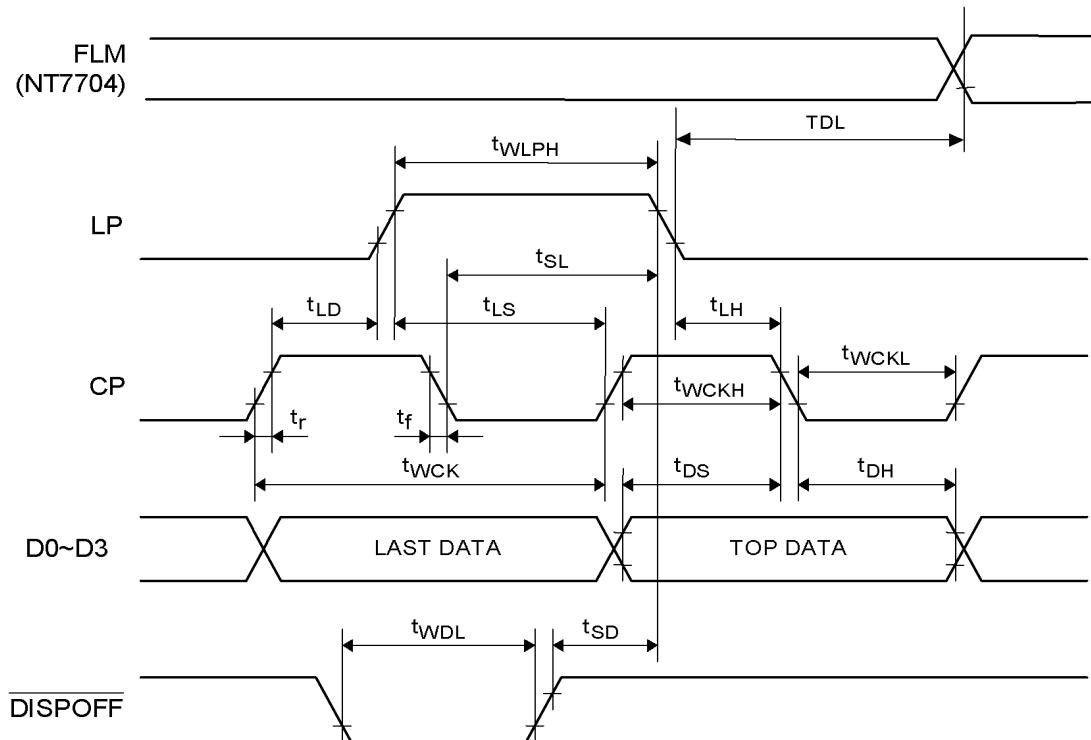 FLM
(NT7704)
TDL
tWLPH
LP
tSL
tLD
tLS
tLH
tWCKL
CP
tWCKH
tr
tf
tWCK
tDS
tDH
D0~D3
LAST DATA
TOP DATA
tWDL
tSD
DISPOFF